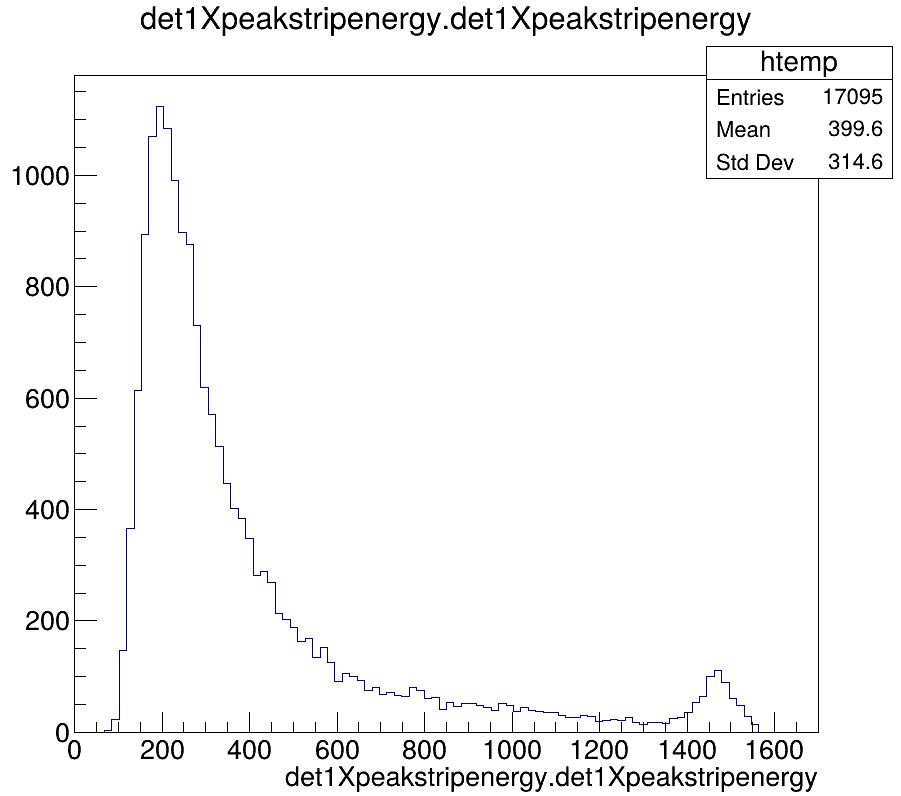 det1Xpeakstripenergy.det1Xpeakstripenergy
htemp
Entries 17095
Mean 399.6
Std Dev 314.6
1000
800
600
400
200
0
0 200 400 600 800 1000 1200 1400 1600
det1Xpeakstripenergy.det1Xpeakstripenergy